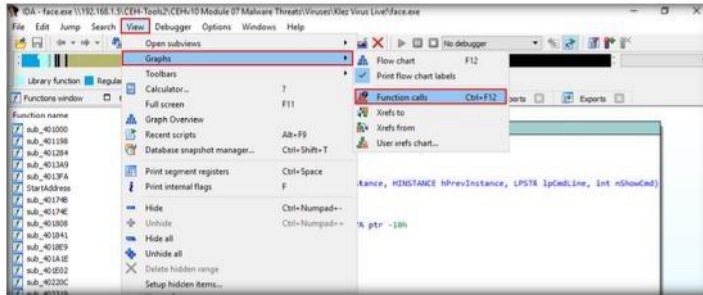 IDA - face.exe \\192.168.1.5\CEH-Tools2\CEHv10 Module 07 Malware Threats\Viruses\Klez Virus Live!\face.exe
File Edit Jump Search View Debugger Options Windows Help
Open subviews
No debugger
Graphs
Flow chart F12
Toolbars
Print flow chart labels
Library function
Calculator... ?
Function calls Ctrl+F12
Functions window
Full screen F11
Exports
Graph Overview
Xrefs to
Function name
Recent scripts Alt+F9
Xrefs from
sub_401000
Database snapshot manager... Ctrl+Shift+T
User xrefs chart...
sub_401198
sub_401284
Print segment registers Ctrl+Space
sub_4013A9
Print internal flags F
tance, HINSTANCE hPrevInstance, LPSTR lpCmdLine, int nShowCmd)
sub_4013FA
StartAddress
Hide Ctrl+Numpad+-
sub_40174B
Unhide Ctrl+Numpad++
ptr -18h
sub_40174E
Hide all
sub_401808
Unhide all
sub_401841
Delete hidden range
sub_4018E9
Setup hidden items...
sub_401A1E
sub_401E02
sub_40220C